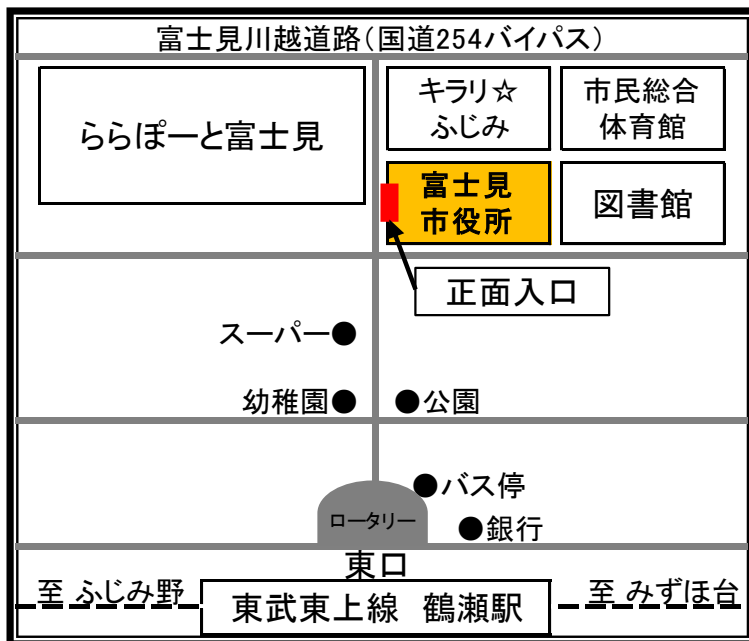 富士見川越道路（国道254バイパス）
ららぽーと富士見
キラリ☆
ふじみ
市民総合
体育館
富士見
市役所
図書館
正面入口
スーパー●
幼稚園●
●公園
●バス停
ロータリー
●銀行
東口
至 ふじみ野
東武東上線 鶴瀬駅
至 みずほ台